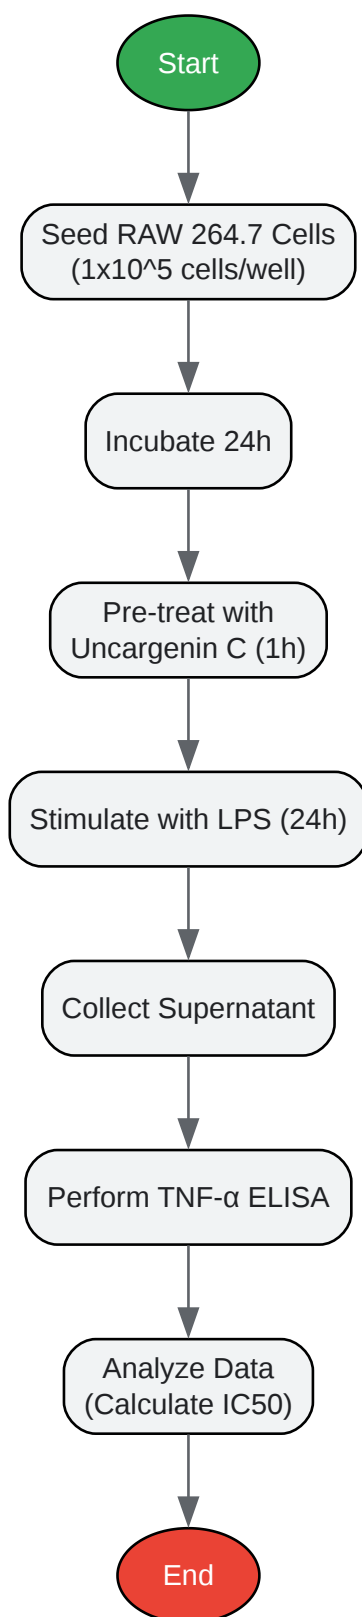 Start
Seed RAW 264.7 Cells
(1x10^5 cells/well)
Incubate 24h
Pre-treat with
Uncargenin C (1h)
Stimulate with LPS (24h)
Collect Supernatant
Perform TNF-α ELISA
Analyze Data
(Calculate IC50)
End